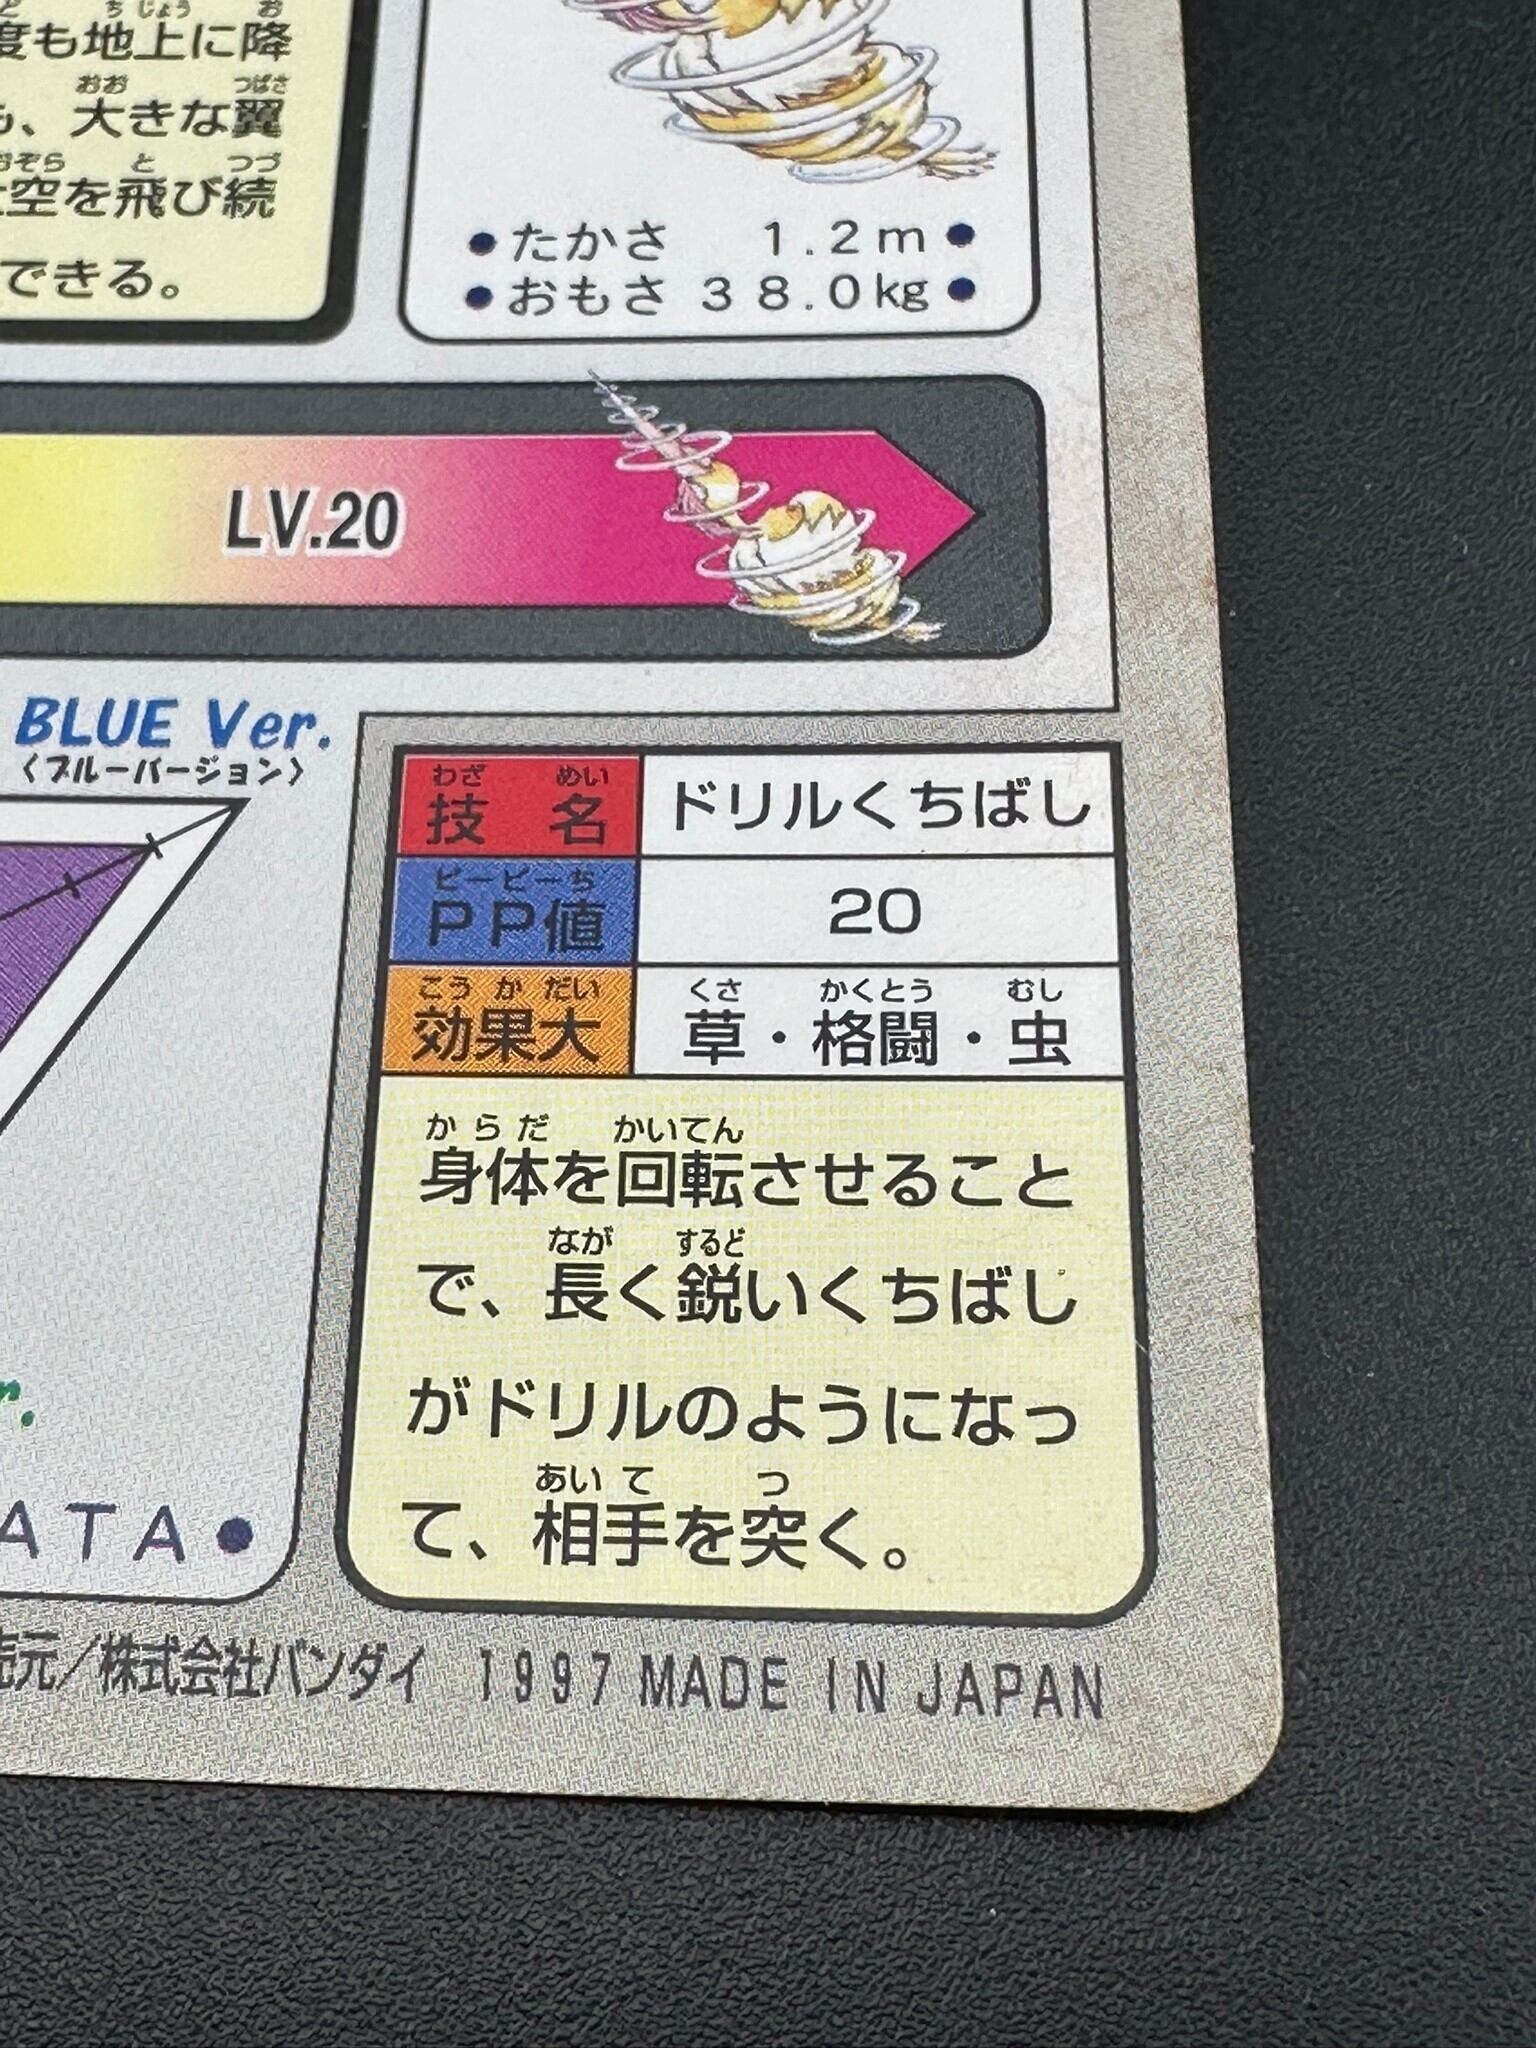 度も地上に降
も、大きな翼
空を飛び続
できる。
●たかさ 1.2m●
●おもさ 38.0kg●
LV.20
BLUE Ver.
〈ブルーバージョン〉
わざ めい
技名 ドリルくちばし
ピーピーち
PP値 20
こうかだい くさ かくとう むし
効果大 草・格闘・虫
からだ かいてん
身体を回転させること
なが するど
で、長く鋭いくちばし
がドリルのようになっ
あいて つ
て、相手を突く。
ATA●
売元/株式会社バンダイ 1997 MADE IN JAPAN